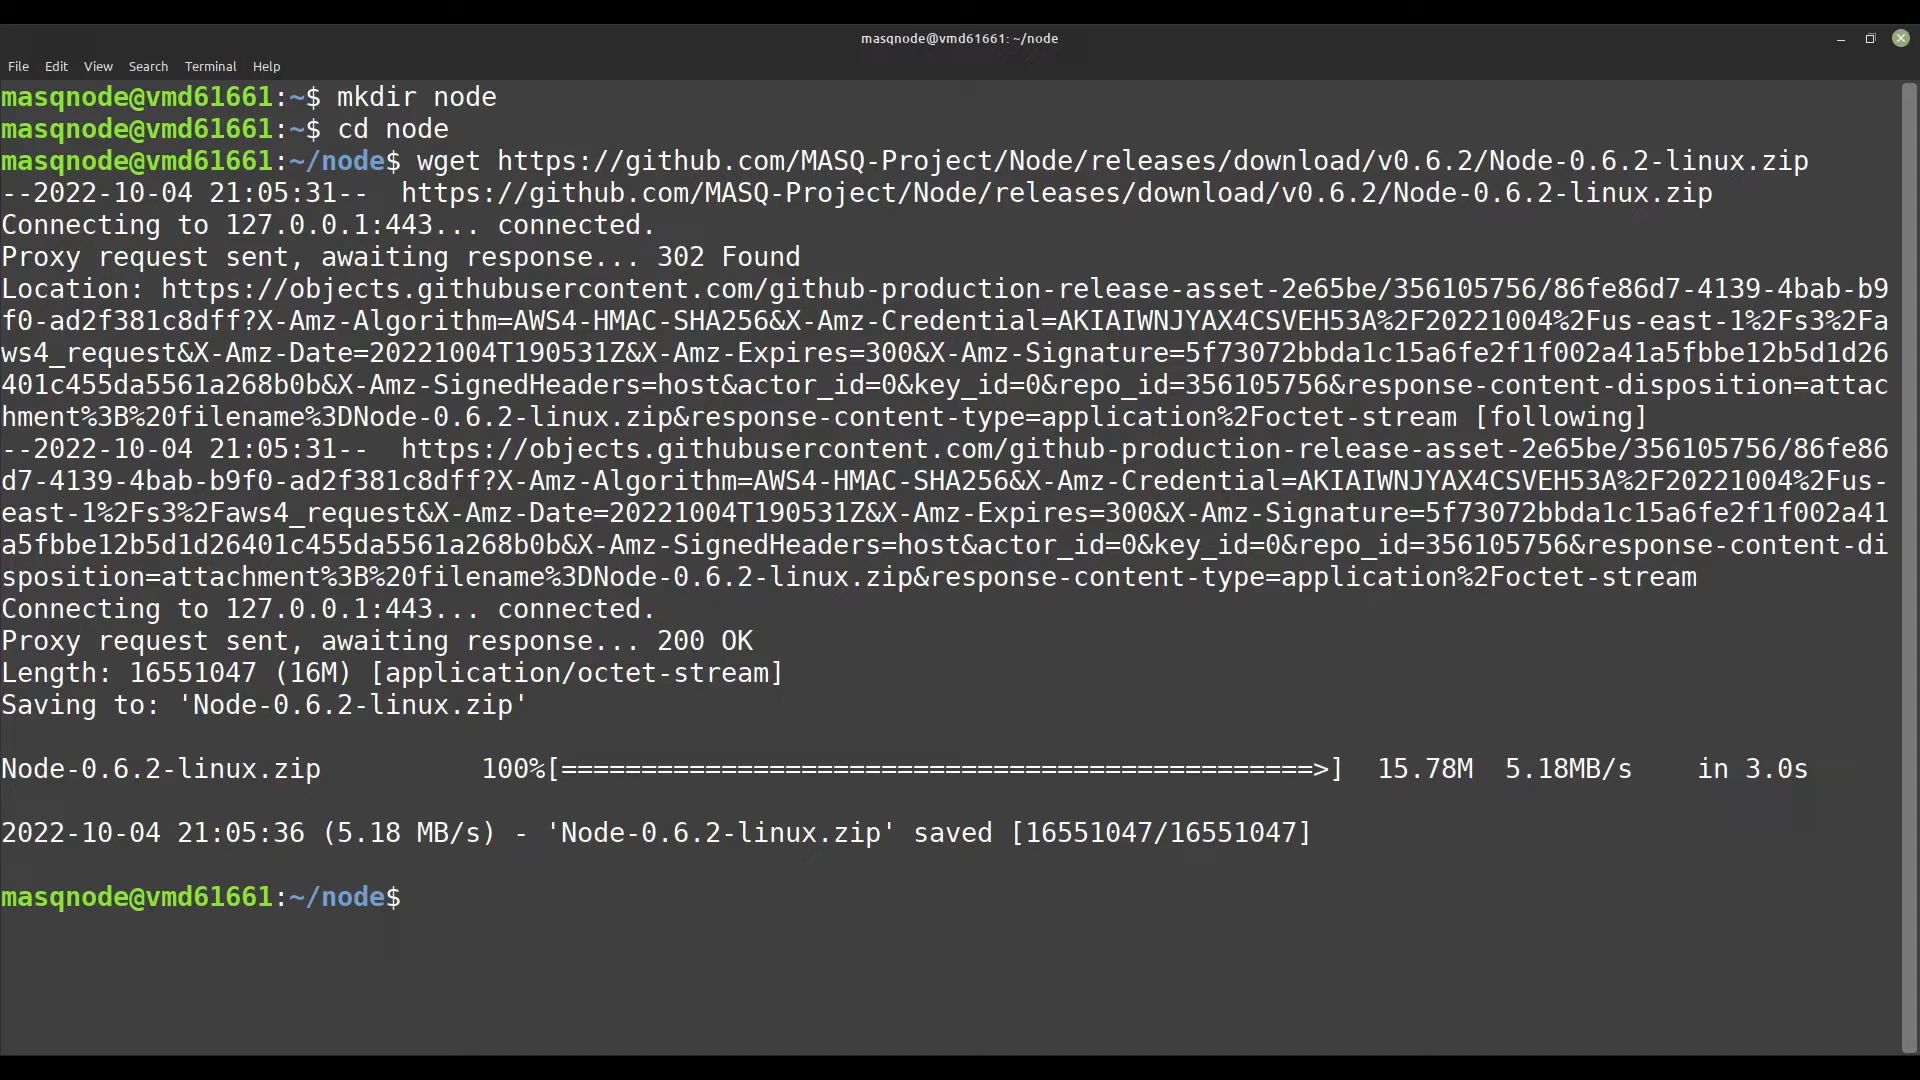 masqnode@vmd61661: ~/node
File Edit View Search Terminal Help
masqnode@vmd61661:~$ mkdir node
masqnode@vmd61661:~$ cd node
masqnode@vmd61661:~/node$ wget https://github.com/MASQ-Project/Node/releases/download/v0.6.2/Node-0.6.2-linux.zip
--2022-10-04 21:05:31--  https://github.com/MASQ-Project/Node/releases/download/v0.6.2/Node-0.6.2-linux.zip
Connecting to 127.0.0.1:443... connected.
Proxy request sent, awaiting response... 302 Found
Location: https://objects.githubusercontent.com/github-production-release-asset-2e65be/356105756/86fe86d7-4139-4bab-b9
f0-ad2f381c8dff?X-Amz-Algorithm=AWS4-HMAC-SHA256&X-Amz-Credential=AKIAIWNJYAX4CSVEH53A%2F20221004%2Fus-east-1%2Fs3%2Fa
ws4_request&X-Amz-Date=20221004T190531Z&X-Amz-Expires=300&X-Amz-Signature=5f73072bbda1c15a6fe2f1f002a41a5fbbe12b5d1d26
401c455da5561a268b0b&X-Amz-SignedHeaders=host&actor_id=0&key_id=0&repo_id=356105756&response-content-disposition=attac
hment%3B%20filename%3DNode-0.6.2-linux.zip&response-content-type=application%2Foctet-stream [following]
--2022-10-04 21:05:31--  https://objects.githubusercontent.com/github-production-release-asset-2e65be/356105756/86fe86
d7-4139-4bab-b9f0-ad2f381c8dff?X-Amz-Algorithm=AWS4-HMAC-SHA256&X-Amz-Credential=AKIAIWNJYAX4CSVEH53A%2F20221004%2Fus-
east-1%2Fs3%2Faws4_request&X-Amz-Date=20221004T190531Z&X-Amz-Expires=300&X-Amz-Signature=5f73072bbda1c15a6fe2f1f002a41
a5fbbe12b5d1d26401c455da5561a268b0b&X-Amz-SignedHeaders=host&actor_id=0&key_id=0&repo_id=356105756&response-content-di
sposition=attachment%3B%20filename%3DNode-0.6.2-linux.zip&response-content-type=application%2Foctet-stream
Connecting to 127.0.0.1:443... connected.
Proxy request sent, awaiting response... 200 OK
Length: 16551047 (16M) [application/octet-stream]
Saving to: 'Node-0.6.2-linux.zip'
Node-0.6.2-linux.zip          100%[===============================================>]  15.78M  5.18MB/s    in 3.0s
2022-10-04 21:05:36 (5.18 MB/s) - 'Node-0.6.2-linux.zip' saved [16551047/16551047]
masqnode@vmd61661:~/node$